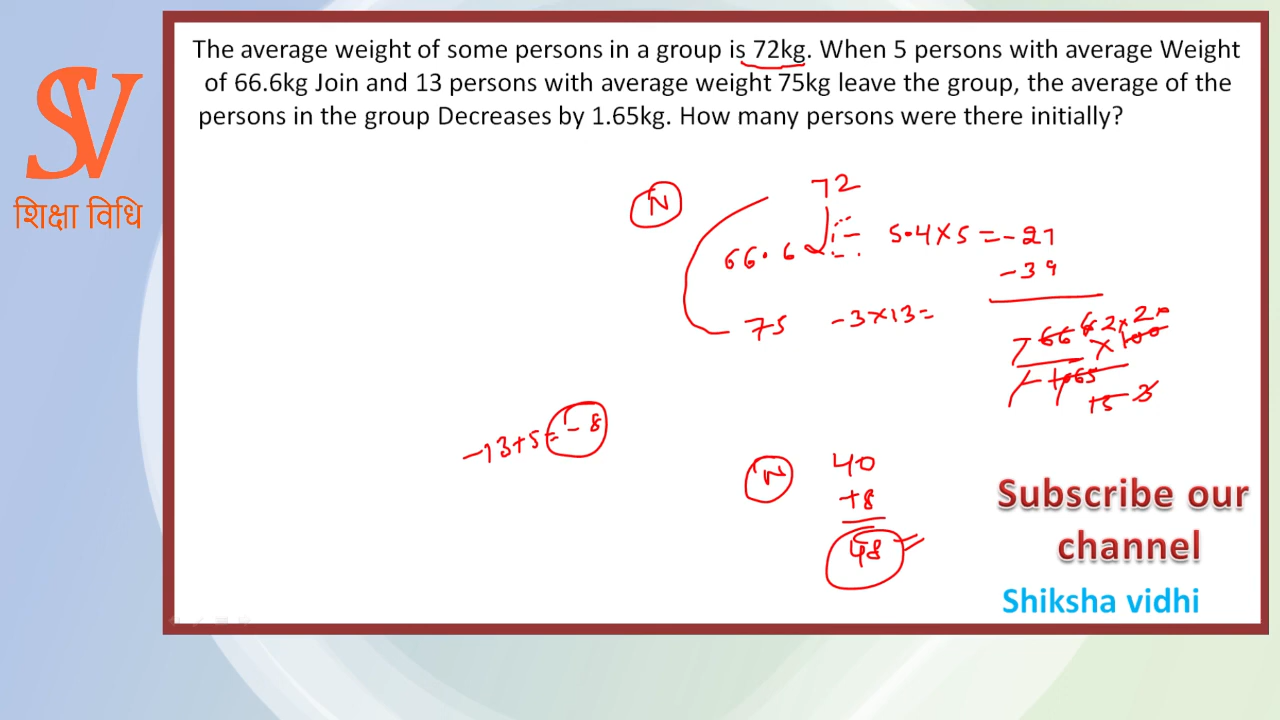 The average weight of some persons in a group is 72kg. When 5 persons with average Weight
of 66.6kg Join and 13 persons with average weight 75kg leave the group, the average of the
persons in the group Decreases by 1.65kg. How many persons were there initially?
SV
शिक्षा विधि
N
72
66.6
5.4×5=-27
-39
75 -3×13=
-13+5=-8
N
40
+8
48
Subscribe our
channel
Shiksha vidhi